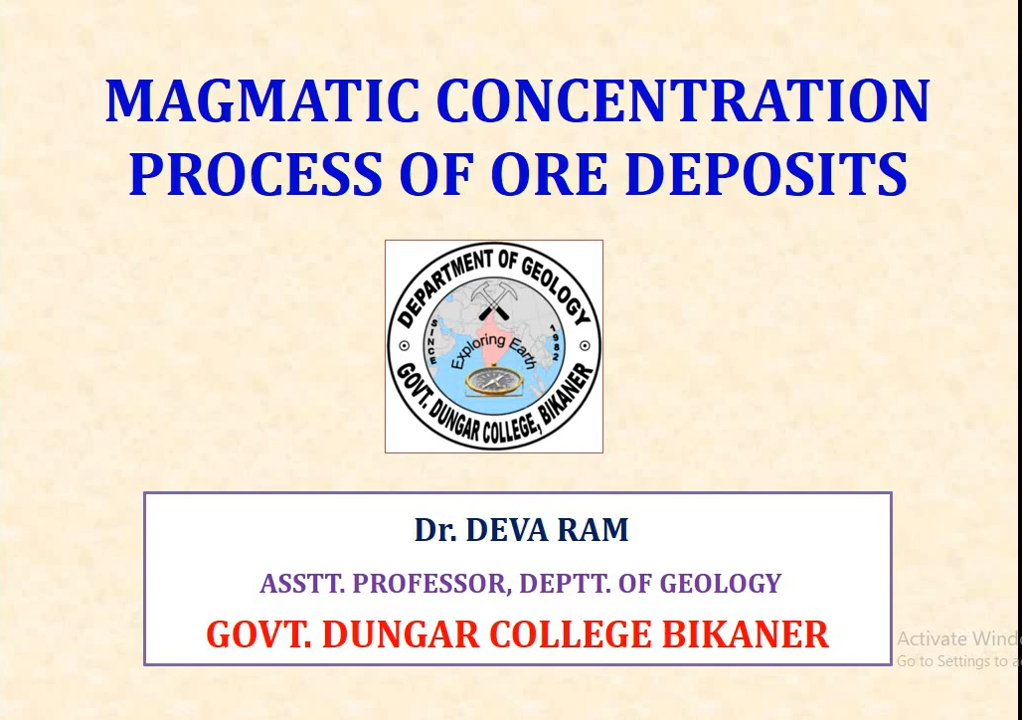 MAGMATIC CONCENTRATION
PROCESS OF ORE DEPOSITS
DEPARTMENT OF GEOLOGY
SINCE
1982
Exploring Earth
GOVT. DUNGAR COLLEGE, BIKANER
Dr. DEVA RAM
ASSTT. PROFESSOR, DEPTT. OF GEOLOGY
GOVT. DUNGAR COLLEGE BIKANER
Activate Wind
Go to Settings to a